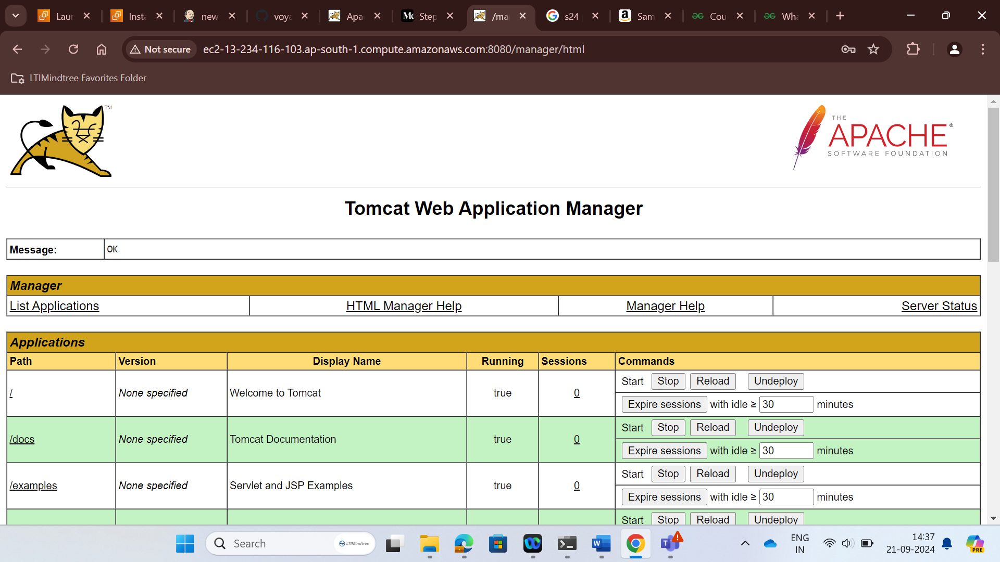 Laun
Insta
new
voya
Apa
Me
Step
/ma
s24
Sam
Cou
Wha
Not secure
ec2-13-234-116-103.ap-south-1.compute.amazonaws.com:8080/manager/html
LTIMindtree Favorites Folder
TM
THE
APACHE®
SOFTWARE FOUNDATION
Tomcat Web Application Manager
Message: OK
Manager
List Applications HTML Manager Help Manager Help Server Status
Applications
Path Version Display Name Running Sessions Commands
Start Stop Reload Undeploy
/ None specified Welcome to Tomcat true 0
Expire sessions with idle ≥ 30 minutes
Start Stop Reload Undeploy
/docs None specified Tomcat Documentation true 0
Expire sessions with idle ≥ 30 minutes
Start Stop Reload Undeploy
/examples None specified Servlet and JSP Examples true 0
Expire sessions with idle ≥ 30 minutes
Start Stop Reload Undeploy
Search
LTIMindtree
W
T
ENG
IN
14:37
21-09-2024
PRE